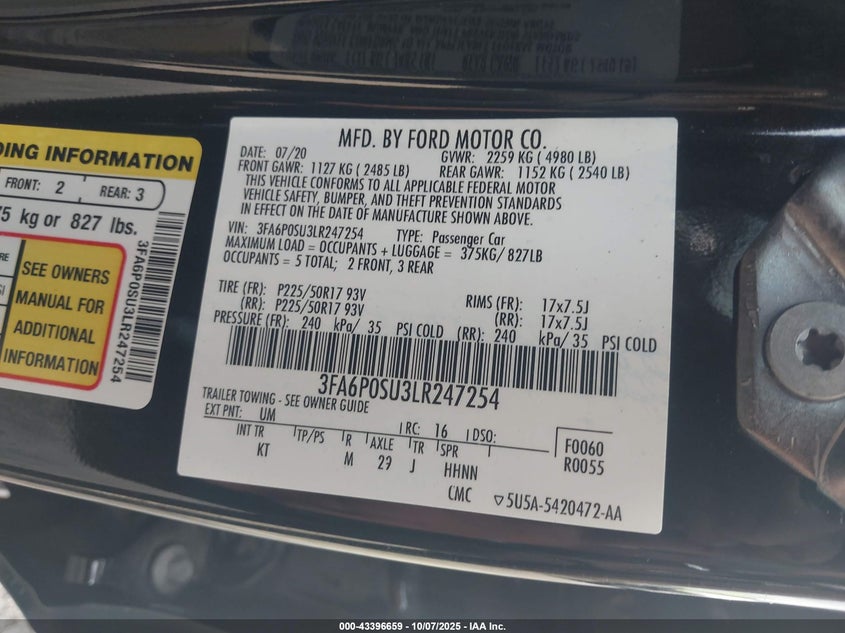 DING INFORMATION
FRONT: 2 REAR: 3
75 kg or 827 lbs.
SEE OWNERS
MANUAL FOR
ADDITIONAL
INFORMATION
3FA6P0SU3LR247254
MFD. BY FORD MOTOR CO.
DATE: 07/20 GVWR: 2259 KG ( 4980 LB)
FRONT GAWR: 1127 KG ( 2485 LB) REAR GAWR: 1152 KG ( 2540 LB)
THIS VEHICLE CONFORMS TO ALL APPLICABLE FEDERAL MOTOR
VEHICLE SAFETY, BUMPER, AND THEFT PREVENTION STANDARDS
IN EFFECT ON THE DATE OF MANUFACTURE SHOWN ABOVE.
VIN: 3FA6P0SU3LR247254 TYPE: Passenger Car
MAXIMUM LOAD = OCCUPANTS + LUGGAGE = 375KG/ 827LB
OCCUPANTS = 5 TOTAL; 2 FRONT, 3 REAR
TIRE (FR): P225/50R17 93V RIMS (FR): 17x7.5J
(RR): P225/50R17 93V (RR): 17x7.5J
PRESSURE (FR): 240 kPa/ 35 PSI COLD (RR): 240 kPa/ 35 PSI COLD
3FA6P0SU3LR247254
TRAILER TOWING - SEE OWNER GUIDE
EXT PNT: UM RC: 16 DSO: F0060
INT TR TP/PS R AXLE TR SPR R0055
KT M 29 J HHNN
CMC ▽5U5A-5420472-AA
000-43396659 | 10/07/2025 - IAA Inc.